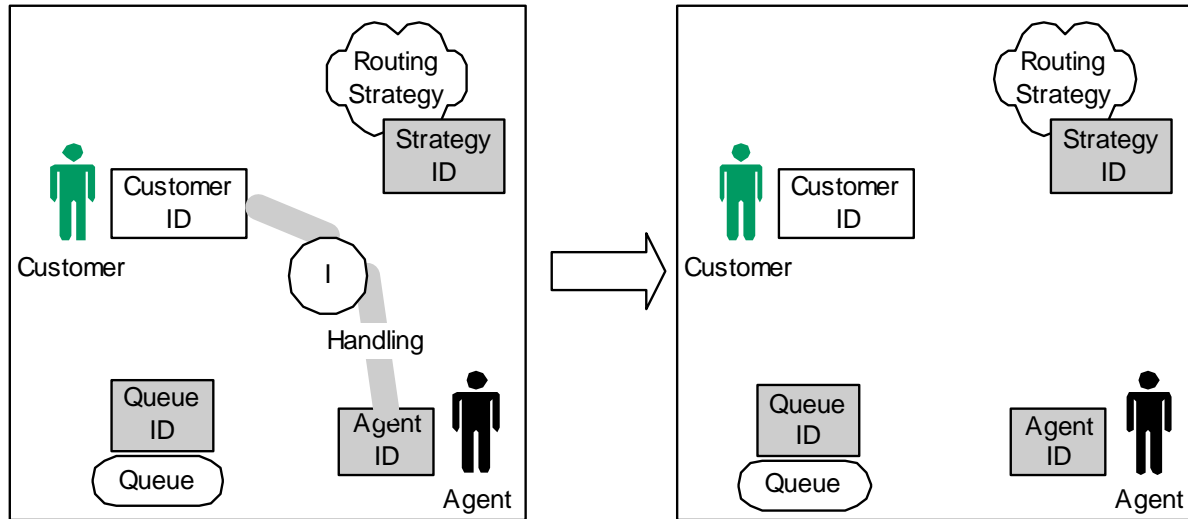 Routing
Strategy
Strategy
ID
Customer
ID
Customer
I
Handling
Queue
ID
Queue
Agent
ID
Agent
Routing
Strategy
Strategy
ID
Customer
ID
Customer
Queue
ID
Queue
Agent
ID
Agent